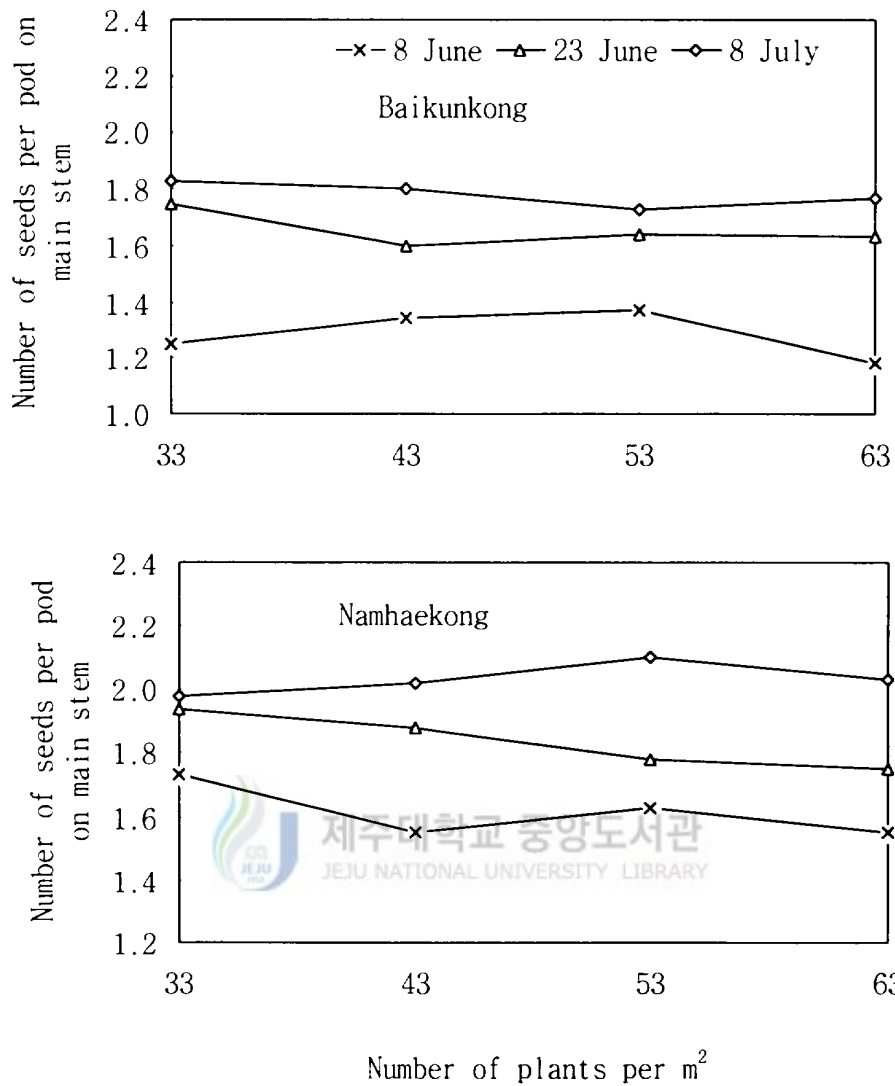 Number of seeds per pod on
main stem
2.4
2.2
2.0
1.8
1.6
1.4
1.2
1.0
8 June 23 June 8 July
Baikunkong
33 43 53 63
Number of seeds per pod
on main stem
2.4
2.2
2.0
1.8
1.6
1.4
1.2
Namhaekong
JEJU
1952
제주대학교 중앙도서관
JEJU NATIONAL UNIVERSITY LIBRARY
33 43 53 63
Number of plants per m²